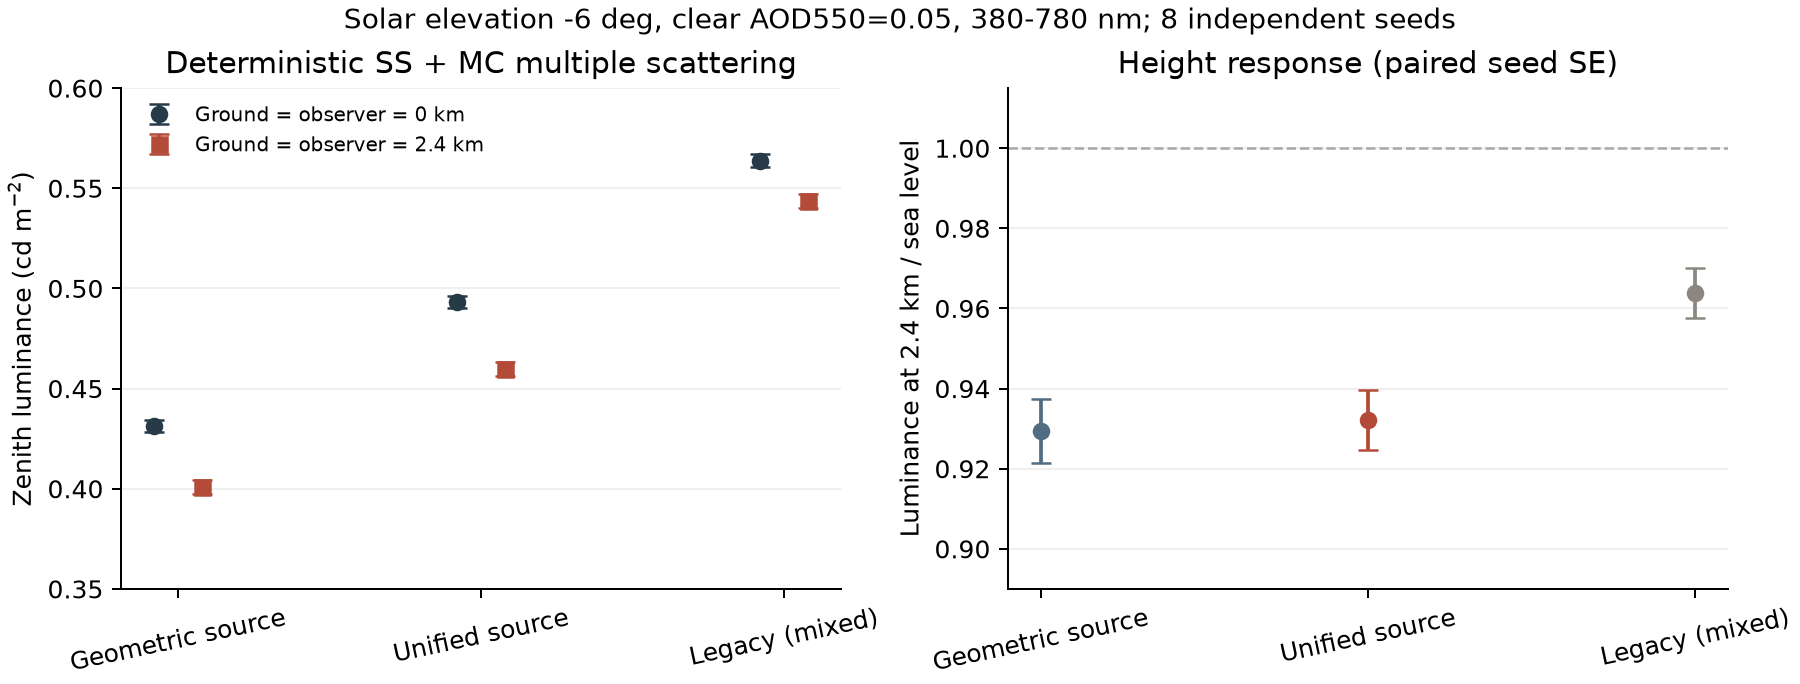 Solar elevation -6 deg, clear AOD550=0.05, 380-780 nm; 8 independent seeds
Deterministic SS + MC multiple scattering
Zenith luminance (cd m⁻²)
0.60
0.55
0.50
0.45
0.40
0.35
Ground = observer = 0 km
Ground = observer = 2.4 km
Geometric source
Unified source
Legacy (mixed)
Height response (paired seed SE)
Luminance at 2.4 km / sea level
1.00
0.98
0.96
0.94
0.92
0.90
Geometric source
Unified source
Legacy (mixed)